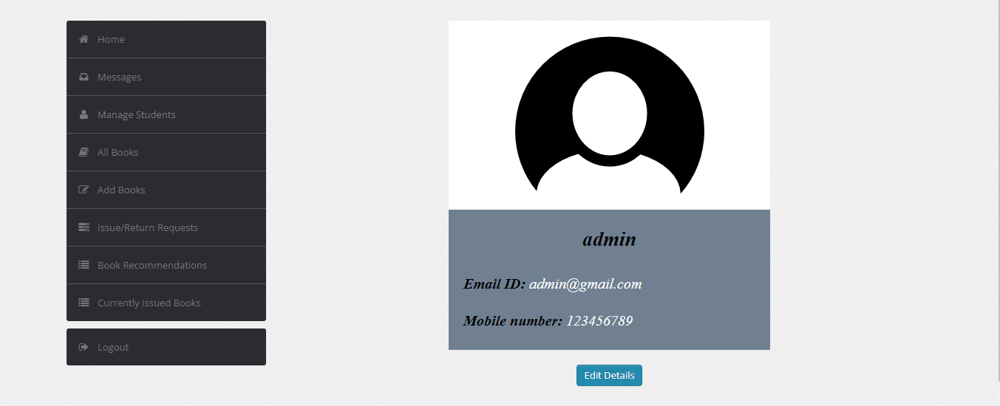 Home
Messages
Manage Students
All Books
Add Books
Issue/Return Requests
Book Recommendations
Currently Issued Books
Logout
admin
Email ID: admin@gmail.com
Mobile number: 123456789
Edit Details